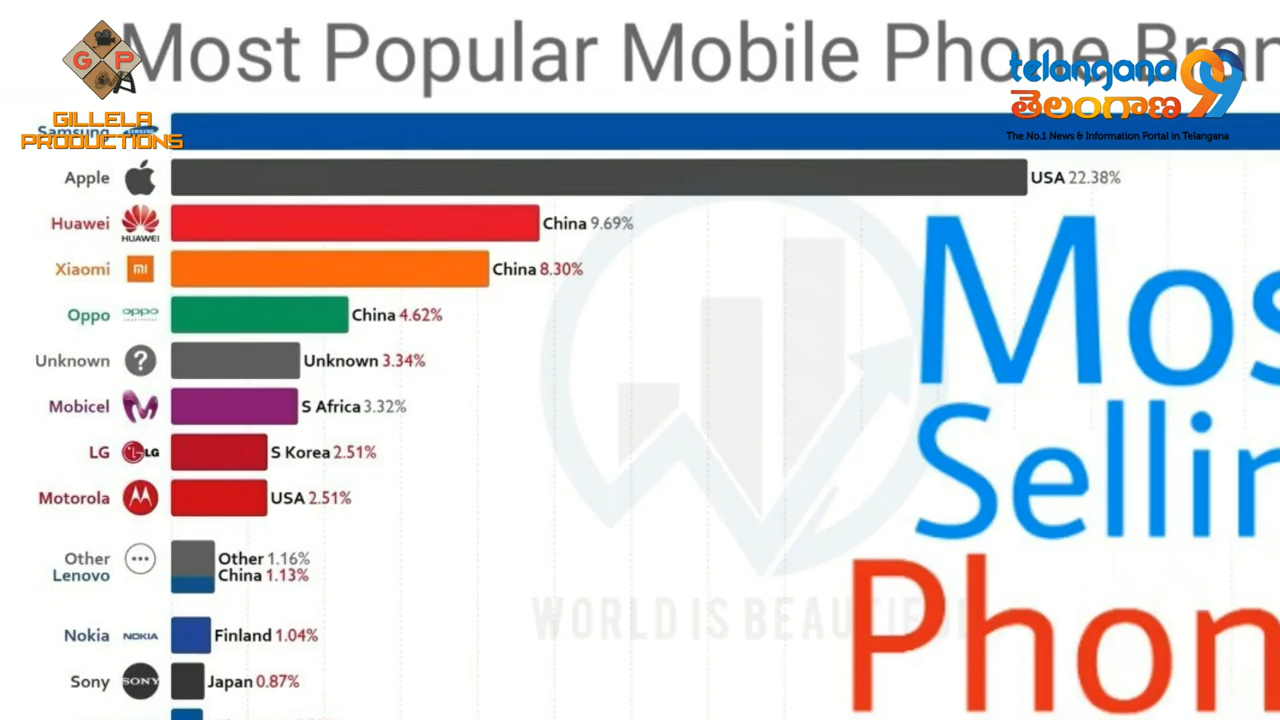 Most Popular Mobile Phone Bran
GP
GILLELA
PRODUCTIONS
telangana 99
తెలంగాణ
The No.1 News & Information Portal in Telangana
Samsung SAMSUNG
Apple USA 22.38%
Huawei HUAWEI China 9.69%
Xiaomi MI China 8.30%
Oppo oppo China 4.62%
Unknown ? Unknown 3.34%
Mobicel S Africa 3.32%
LG LG S Korea 2.51%
Motorola USA 2.51%
Other Other 1.16%
Lenovo China 1.13%
Nokia NOKIA Finland 1.04%
Sony SONY Japan 0.87%
Mos
Sellin
Phon
WORLD IS BEAUTIFUL